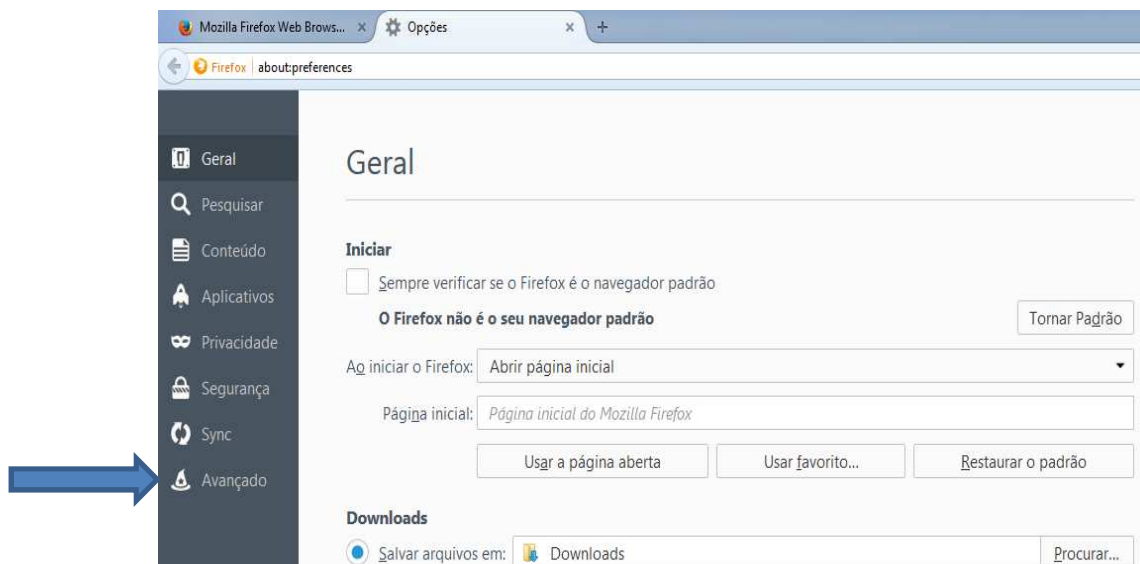 Mozilla Firefox Web Brows... × Opções × +
Firefox about:preferences
Geral
Pesquisar
Conteúdo
Aplicativos
Privacidade
Segurança
Sync
Avançado
Geral
Iniciar
Sempre verificar se o Firefox é o navegador padrão
O Firefox não é o seu navegador padrão Tornar Padrão
Ao iniciar o Firefox: Abrir página inicial
Página inicial: Página inicial do Mozilla Firefox
Usar a página aberta Usar favorito... Restaurar o padrão
Downloads
Salvar arquivos em: Downloads Procurar...